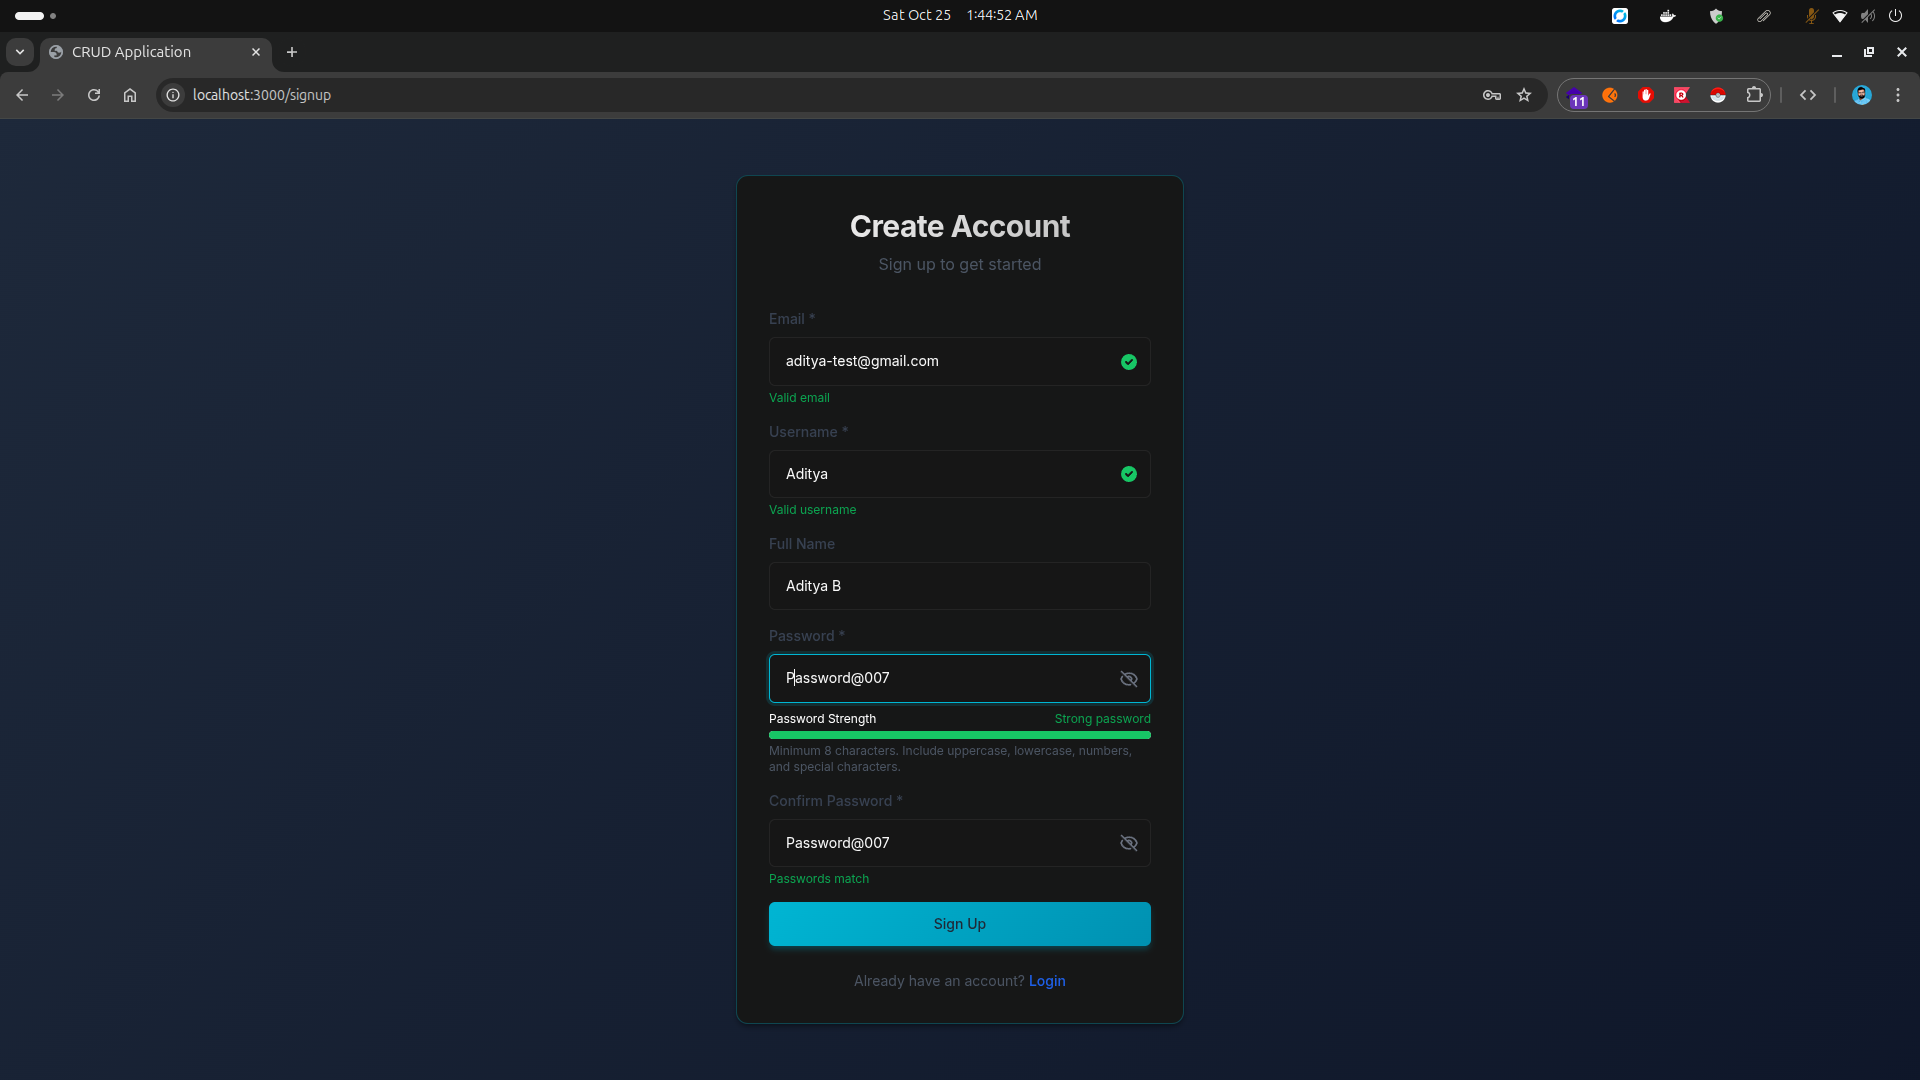 Sat Oct 25 1:44:52 AM
CRUD Application
localhost:3000/signup
11
Create Account
Sign up to get started
Email *
aditya-test@gmail.com
Valid email
Username *
Aditya
Valid username
Full Name
Aditya B
Password *
Password@007
Password Strength Strong password
Minimum 8 characters. Include uppercase, lowercase, numbers,
and special characters.
Confirm Password *
Password@007
Passwords match
Sign Up
Already have an account? Login